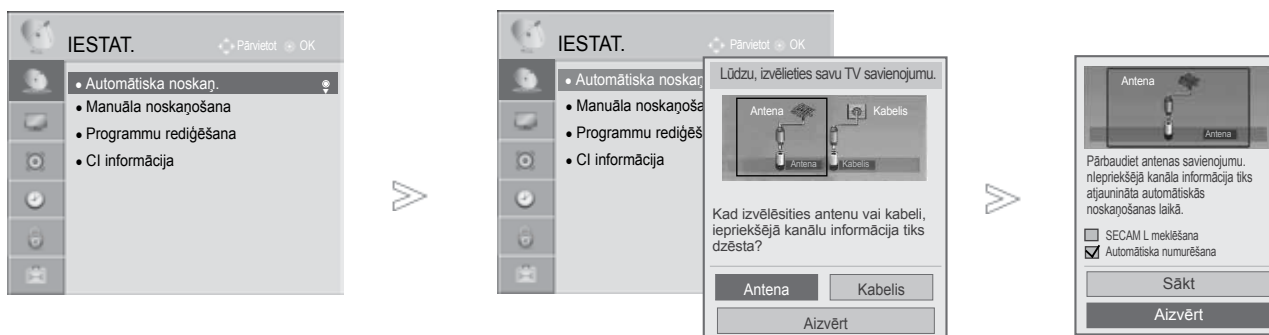 IESTAT.
Pārvietot OK
● Automātiska noskaņ.
● Manuāla noskaņošana
● Programmu rediģēšana
● CI informācija
>
IESTAT.
Pārvietot OK
● Automātiska noskaņ
● Manuāla noskaņoša
● Programmu rediģēš
● CI informācija
Lūdzu, izvēlieties savu TV savienojumu.
Antena
Kabelis
Antena
Kabelis
Kad izvēlēsities antenu vai kabeli,
iepriekšējā kanālu informācija tiks
dzēsta?
Antena
Kabelis
Aizvērt
>
Antena
Antena
Pārbaudiet antenas savienojumu.
nIepriekšējā kanāla informācija tiks
atjaunināta automātiskās
noskaņošanas laikā.
SECAM L meklēšana
Automātiska numurēšana
Sākt
Aizvērt